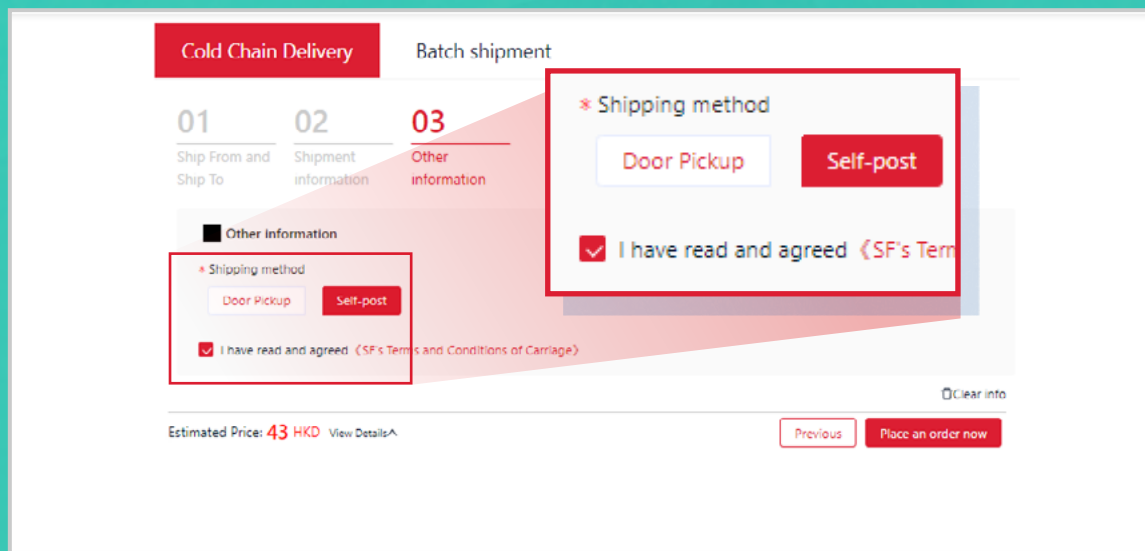 Cold Chain Delivery
Batch shipment
01
Ship From and
Ship To
02
Shipment
information
03
Other
information
* Shipping method
Door Pickup
Self-post
I have read and agreed 《SF's Term
Other information
* Shipping method
Door Pickup
Self-post
I have read and agreed 《SF's Terms and Conditions of Carriage》
Clear info
Estimated Price: 43 HKD View Details
Previous
Place an order now